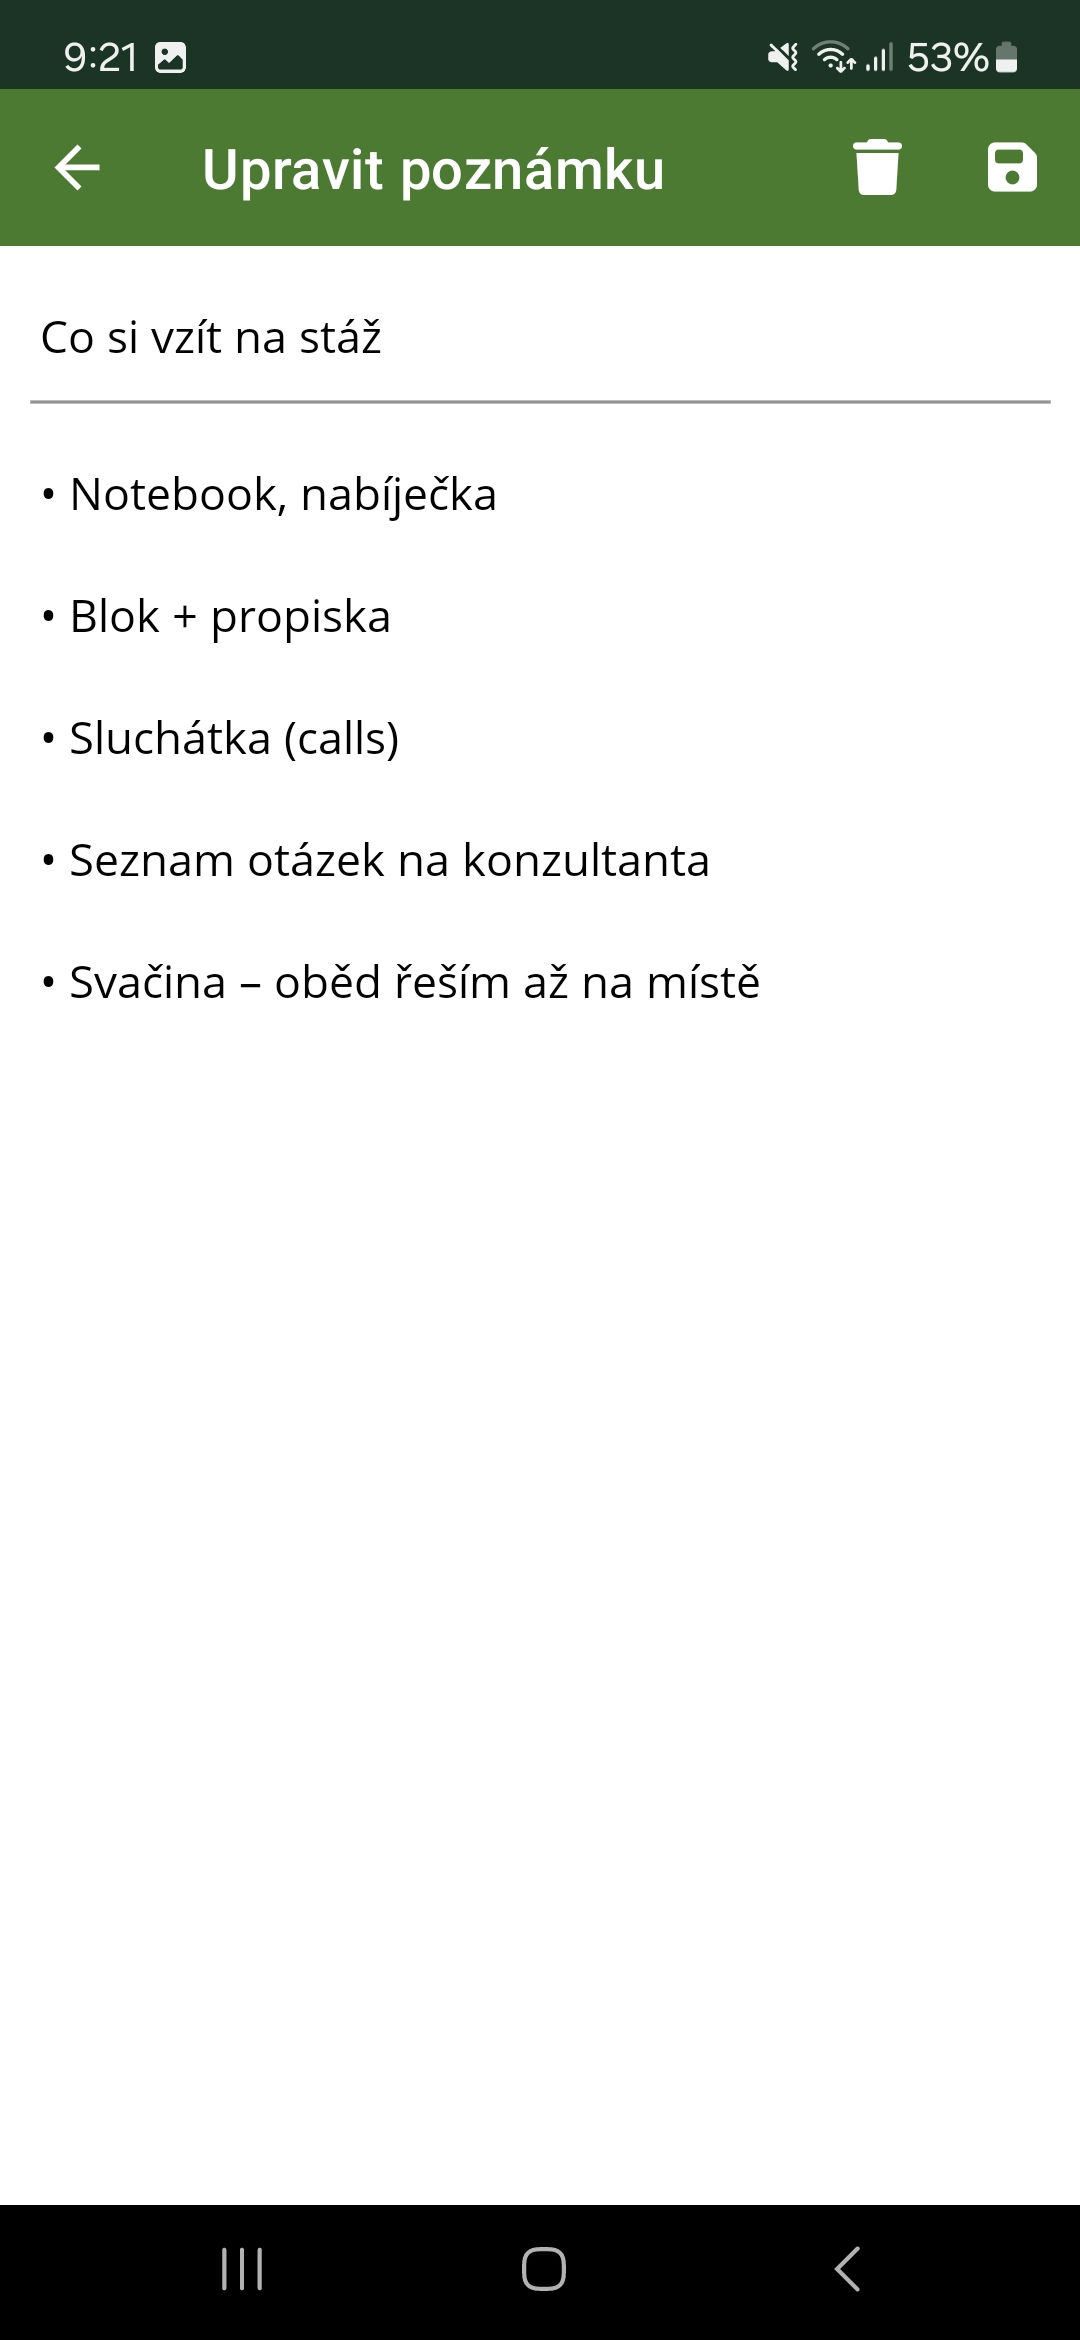 9:21 53%
Upravit poznámku
Co si vzít na stáž
• Notebook, nabíječka
• Blok + propiska
• Sluchátka (calls)
• Seznam otázek na konzultanta
• Svačina – oběd řeším až na místě